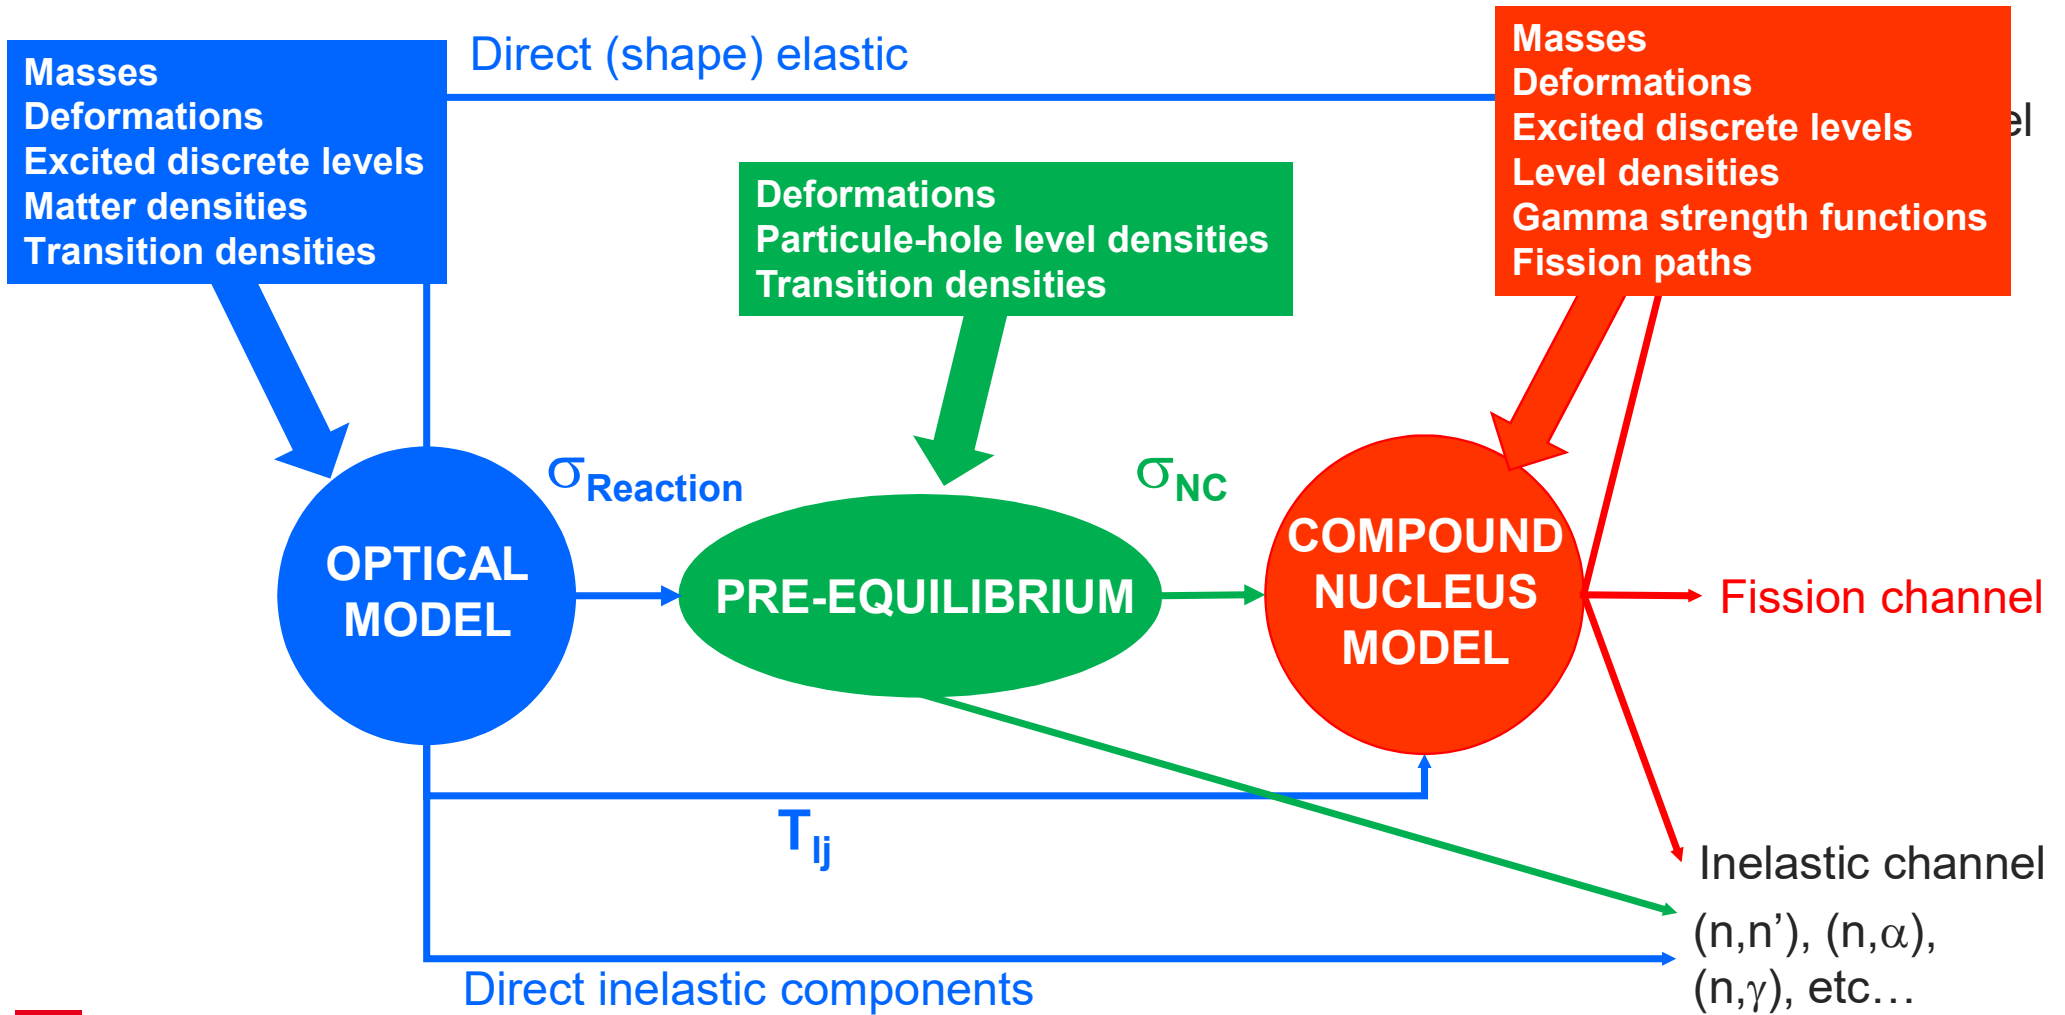 Direct (shape) elastic
Masses
Deformations
Excited discrete levels
Matter densities
Transition densities
Deformations
Particule-hole level densities
Transition densities
Masses
Deformations
Excited discrete levels
Level densities
Gamma strength functions
Fission paths
el
σReaction
σNC
OPTICAL
MODEL
PRE-EQUILIBRIUM
COMPOUND
NUCLEUS
MODEL
Fission channel
Tlj
Inelastic channel
(n,n’), (n,α),
(n,γ), etc…
Direct inelastic components